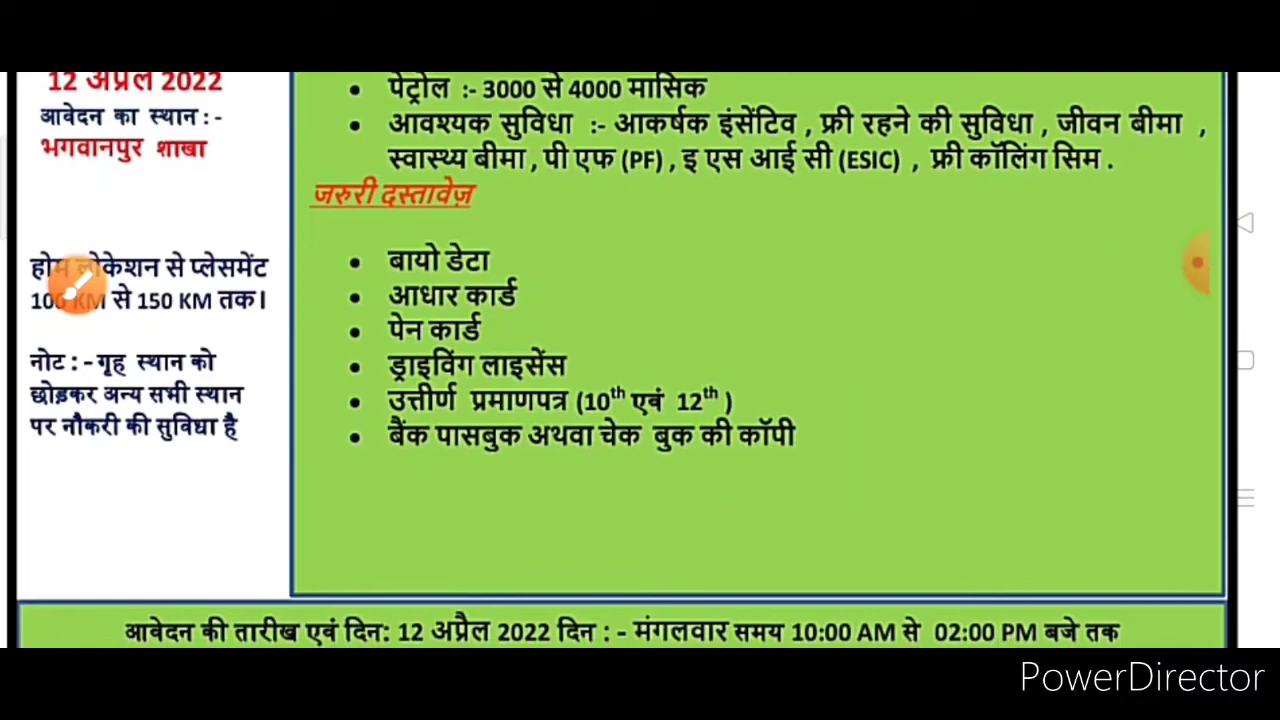 12 अप्रैल 2022
आवेदन का स्थान : -
भगवानपुर शाखा
होम लोकेशन से प्लेसमेंट
100 KM से 150 KM तक।
नोट : - गृह स्थान को
छोड़कर अन्य सभी स्थान
पर नौकरी की सुविधा है
• पेट्रोल :- 3000 से 4000 मासिक
• आवश्यक सुविधा :- आकर्षक इंसेंटिव , फ्री रहने की सुविधा , जीवन बीमा ,
स्वास्थ्य बीमा , पी एफ (PF) , इ एस आई सी (ESIC) , फ्री कॉलिंग सिम .
जरुरी दस्तावेज़
• बायो डेटा
• आधार कार्ड
• पेन कार्ड
• ड्राइविंग लाइसेंस
• उत्तीर्ण प्रमाणपत्र (10th एवं 12th )
• बैंक पासबुक अथवा चेक बुक की कॉपी
आवेदन की तारीख एवं दिन: 12 अप्रैल 2022 दिन : - मंगलवार समय 10:00 AM से 02:00 PM बजे तक
PowerDirector